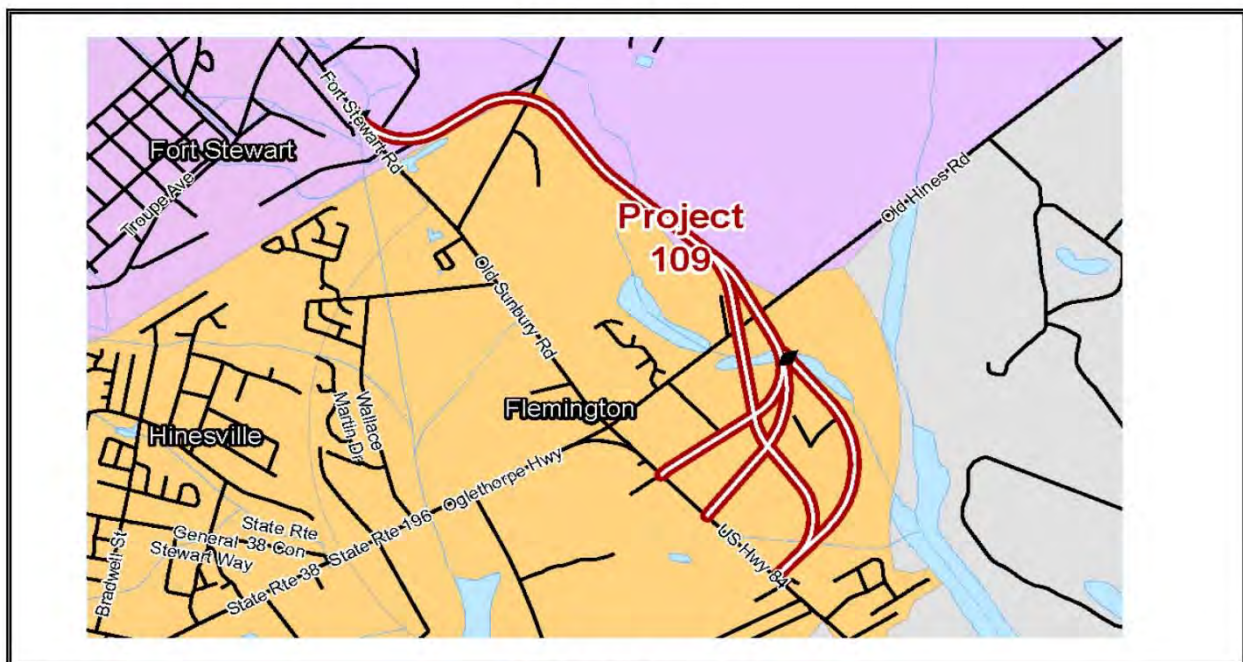 Fort Stewart Rd
Fort Stewart
Troupe Ave
Old Hines Rd
Project
109
Old Sunbury Rd
Flemington
Wallace
Martin Dr
Hinesville
State Rte 196
Oglethorpe Hwy
State Rte
General 38 Con
Stewart Way
State Rte 38
Bradwell St
US Hwy 84